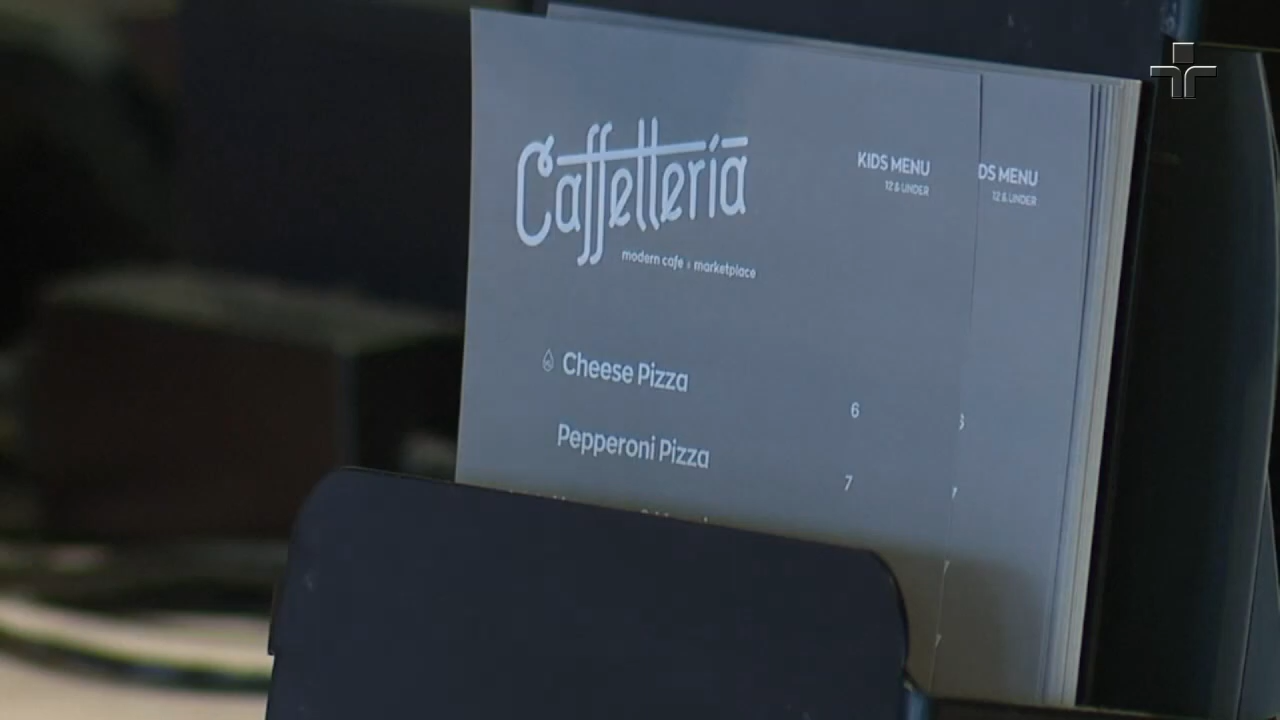 Caffetteria
modern cafe + marketplace
KIDS MENU
12 & UNDER
DS MENU
12 & UNDER
Cheese Pizza 6
Pepperoni Pizza 7